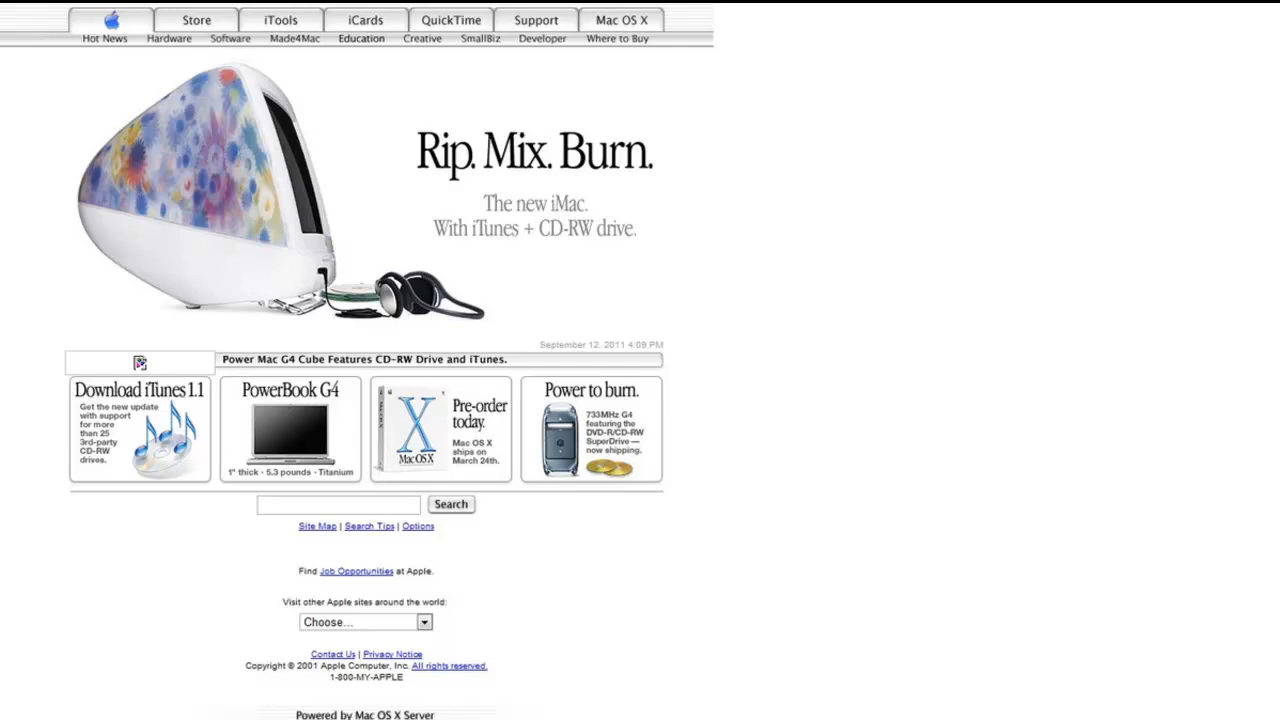 Store iTools iCards QuickTime Support Mac OS X
Hot News Hardware Software Made4Mac Education Creative SmallBiz Developer Where to Buy
Rip. Mix. Burn.
The new iMac.
With iTunes + CD-RW drive.
September 12, 2011 4:09 PM
Power Mac G4 Cube Features CD-RW Drive and iTunes.
Download iTunes 1.1
Get the new update
with support
for more
than 25
3rd-party
CD-RW
drives.
PowerBook G4
1" thick · 5.3 pounds · Titanium
X
Mac OS X
Pre-order
today.
Mac OS X
ships on
March 24th.
Power to burn.
733MHz G4
featuring the
DVD-R/CD-RW
SuperDrive —
now shipping.
Search
Site Map | Search Tips | Options
Find Job Opportunities at Apple.
Visit other Apple sites around the world:
Choose...
Contact Us | Privacy Notice
Copyright © 2001 Apple Computer, Inc. All rights reserved.
1-800-MY-APPLE
Powered by Mac OS X Server